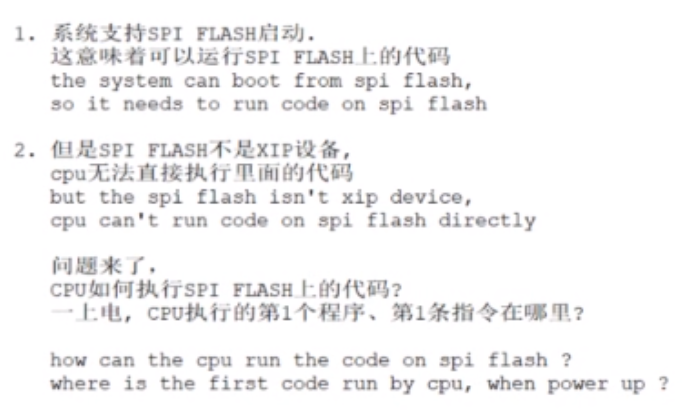 1. 系统支持SPI FLASH启动.
这意味着可以运行SPI FLASH上的代码
the system can boot from spi flash,
so it needs to run code on spi flash
2. 但是SPI FLASH不是XIP设备,
cpu无法直接执行里面的代码
but the spi flash isn't xip device,
cpu can't run code on spi flash directly
问题来了,
CPU如何执行SPI FLASH上的代码?
一上电, CPU执行的第1个程序、第1条指令在哪里?
how can the cpu run the code on spi flash ?
where is the first code run by cpu, when power up ?